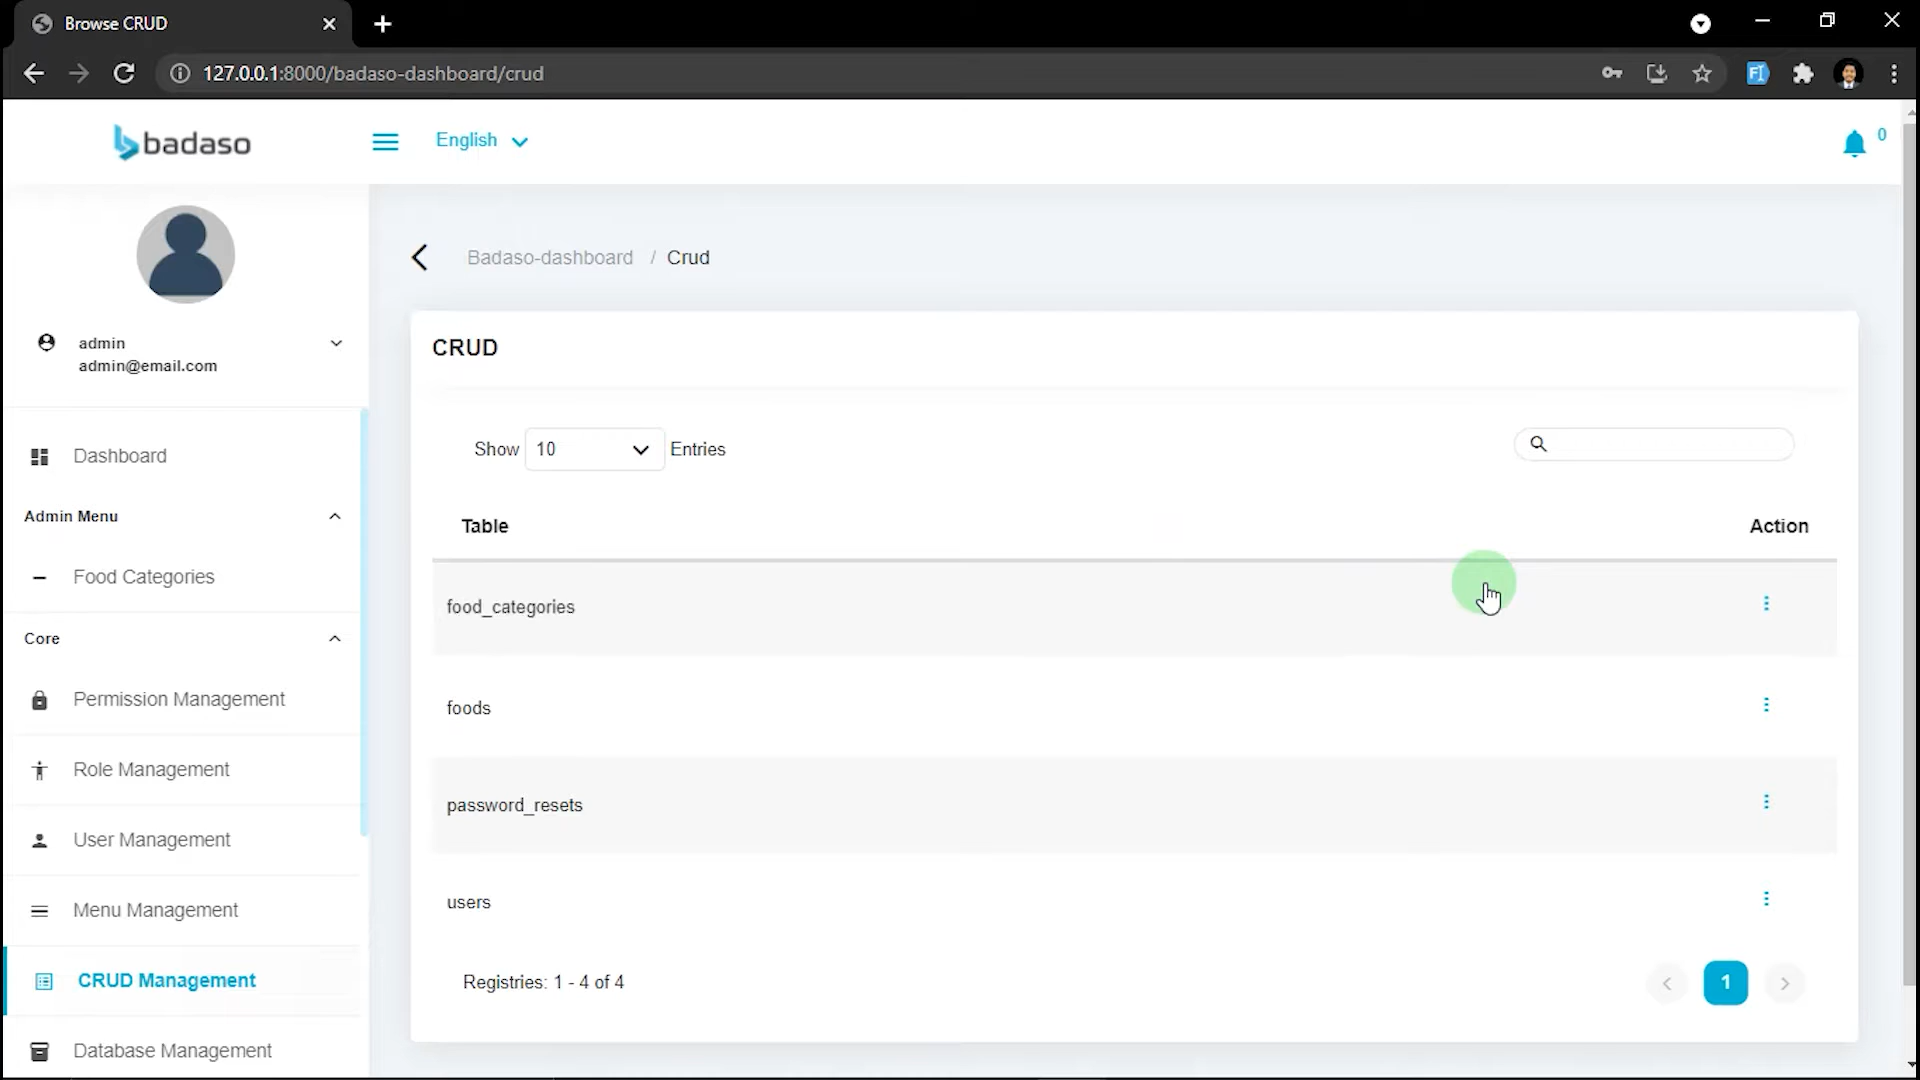 Browse CRUD
127.0.0.1:8000/badaso-dashboard/crud
badaso
English
0
Badaso-dashboard / Crud
admin
admin@email.com
CRUD
Show 10 Entries
Dashboard
Admin Menu
Table
Action
Food Categories
food_categories
Core
Permission Management
foods
Role Management
password_resets
User Management
users
Menu Management
CRUD Management
Registries: 1 - 4 of 4
1
Database Management